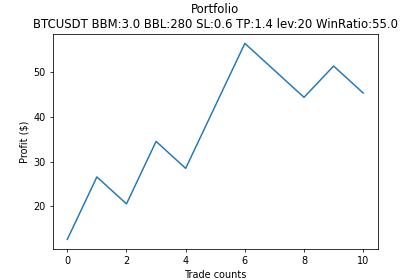 Portfolio
BTCUSDT BBM:3.0 BBL:280 SL:0.6 TP:1.4 lev:20 WinRatio:55.0
Profit ($)
50
40
30
20
0 2 4 6 8 10
Trade counts